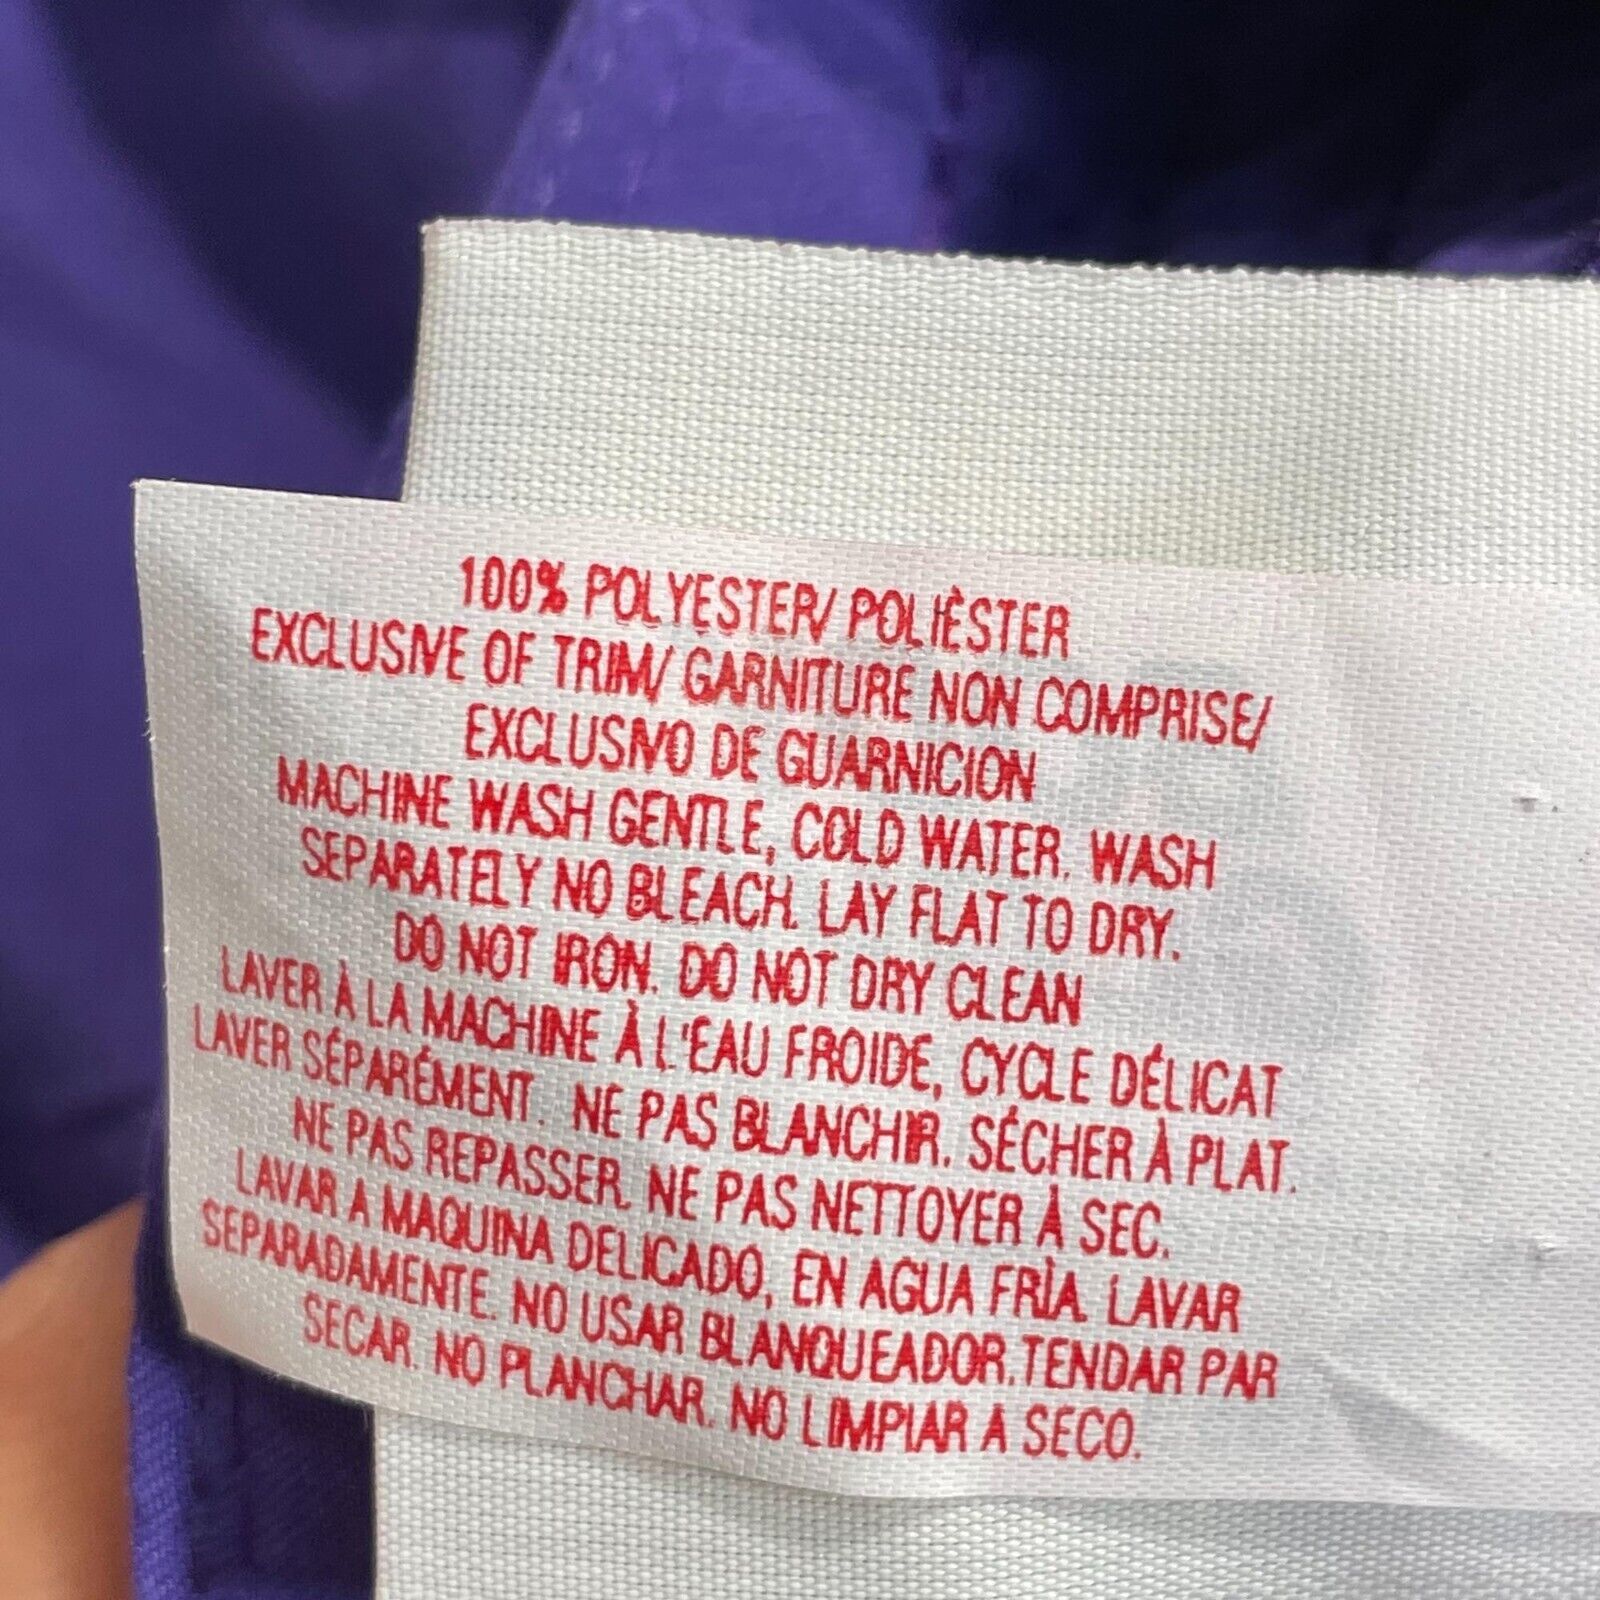 100% POLYESTER/ POLIÈSTER
EXCLUSIVE OF TRIM/ GARNITURE NON COMPRISE/
EXCLUSIVO DE GUARNICION
MACHINE WASH GENTLE, COLD WATER. WASH
SEPARATELY NO BLEACH. LAY FLAT TO DRY.
DO NOT IRON. DO NOT DRY CLEAN
LAVER À LA MACHINE À L'EAU FROIDE, CYCLE DÉLICAT
LAVER SÉPARÉMENT. NE PAS BLANCHIR. SÉCHER À PLAT.
NE PAS REPASSER. NE PAS NETTOYER À SEC.
LAVAR A MAQUINA DELICADO, EN AGUA FRÌA. LAVAR
SEPARADAMENTE. NO USAR BLANQUEADOR.TENDAR PAR
SECAR. NO PLANCHAR. NO LIMPIAR A SECO.